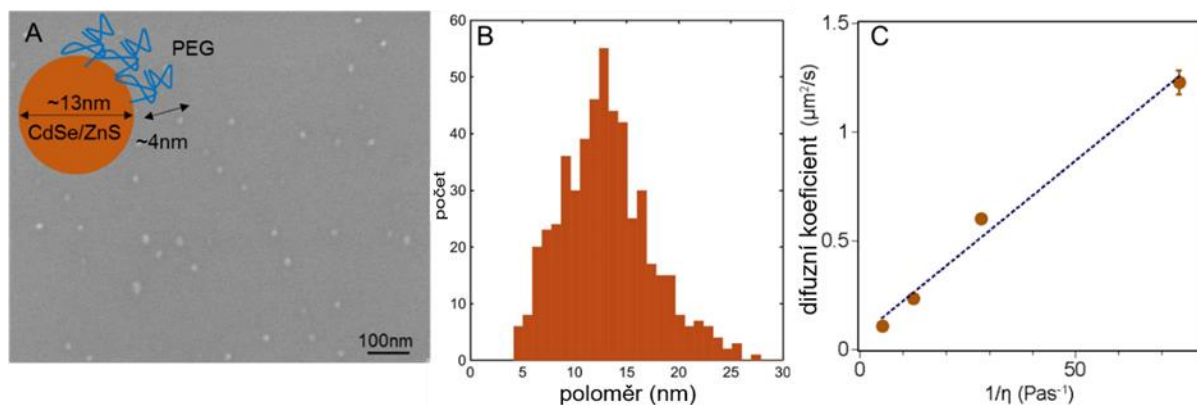 A
PEG
~13nm
CdSe/ZnS
~4nm
100nm
B
počet
60
50
40
30
20
10
0
0 5 10 15 20 25 30
poloměr (nm)
C
difuzní koeficient (µm²/s)
1.5
1
0.5
0
0 50
1/η (Pas⁻¹)